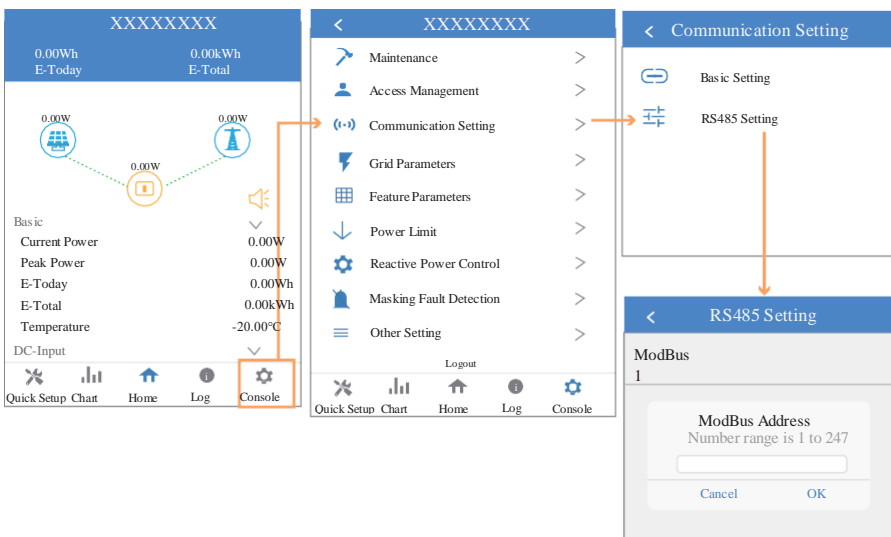 XXXXXXXX
0.00Wh 0.00kWh
E-Today E-Total
0.00W 0.00W
0.00W
Basic
Current Power 0.00W
Peak Power 0.00W
E-Today 0.00Wh
E-Total 0.00kWh
Temperature -20.00°C
DC-Input
Quick Setup Chart Home Log Console
XXXXXXXX
Maintenance
Access Management
Communication Setting
Grid Parameters
Feature Parameters
Power Limit
Reactive Power Control
Masking Fault Detection
Other Setting
Logout
Quick Setup Chart Home Log Console
Communication Setting
Basic Setting
RS485 Setting
RS485 Setting
ModBus
1
ModBus Address
Number range is 1 to 247
Cancel OK